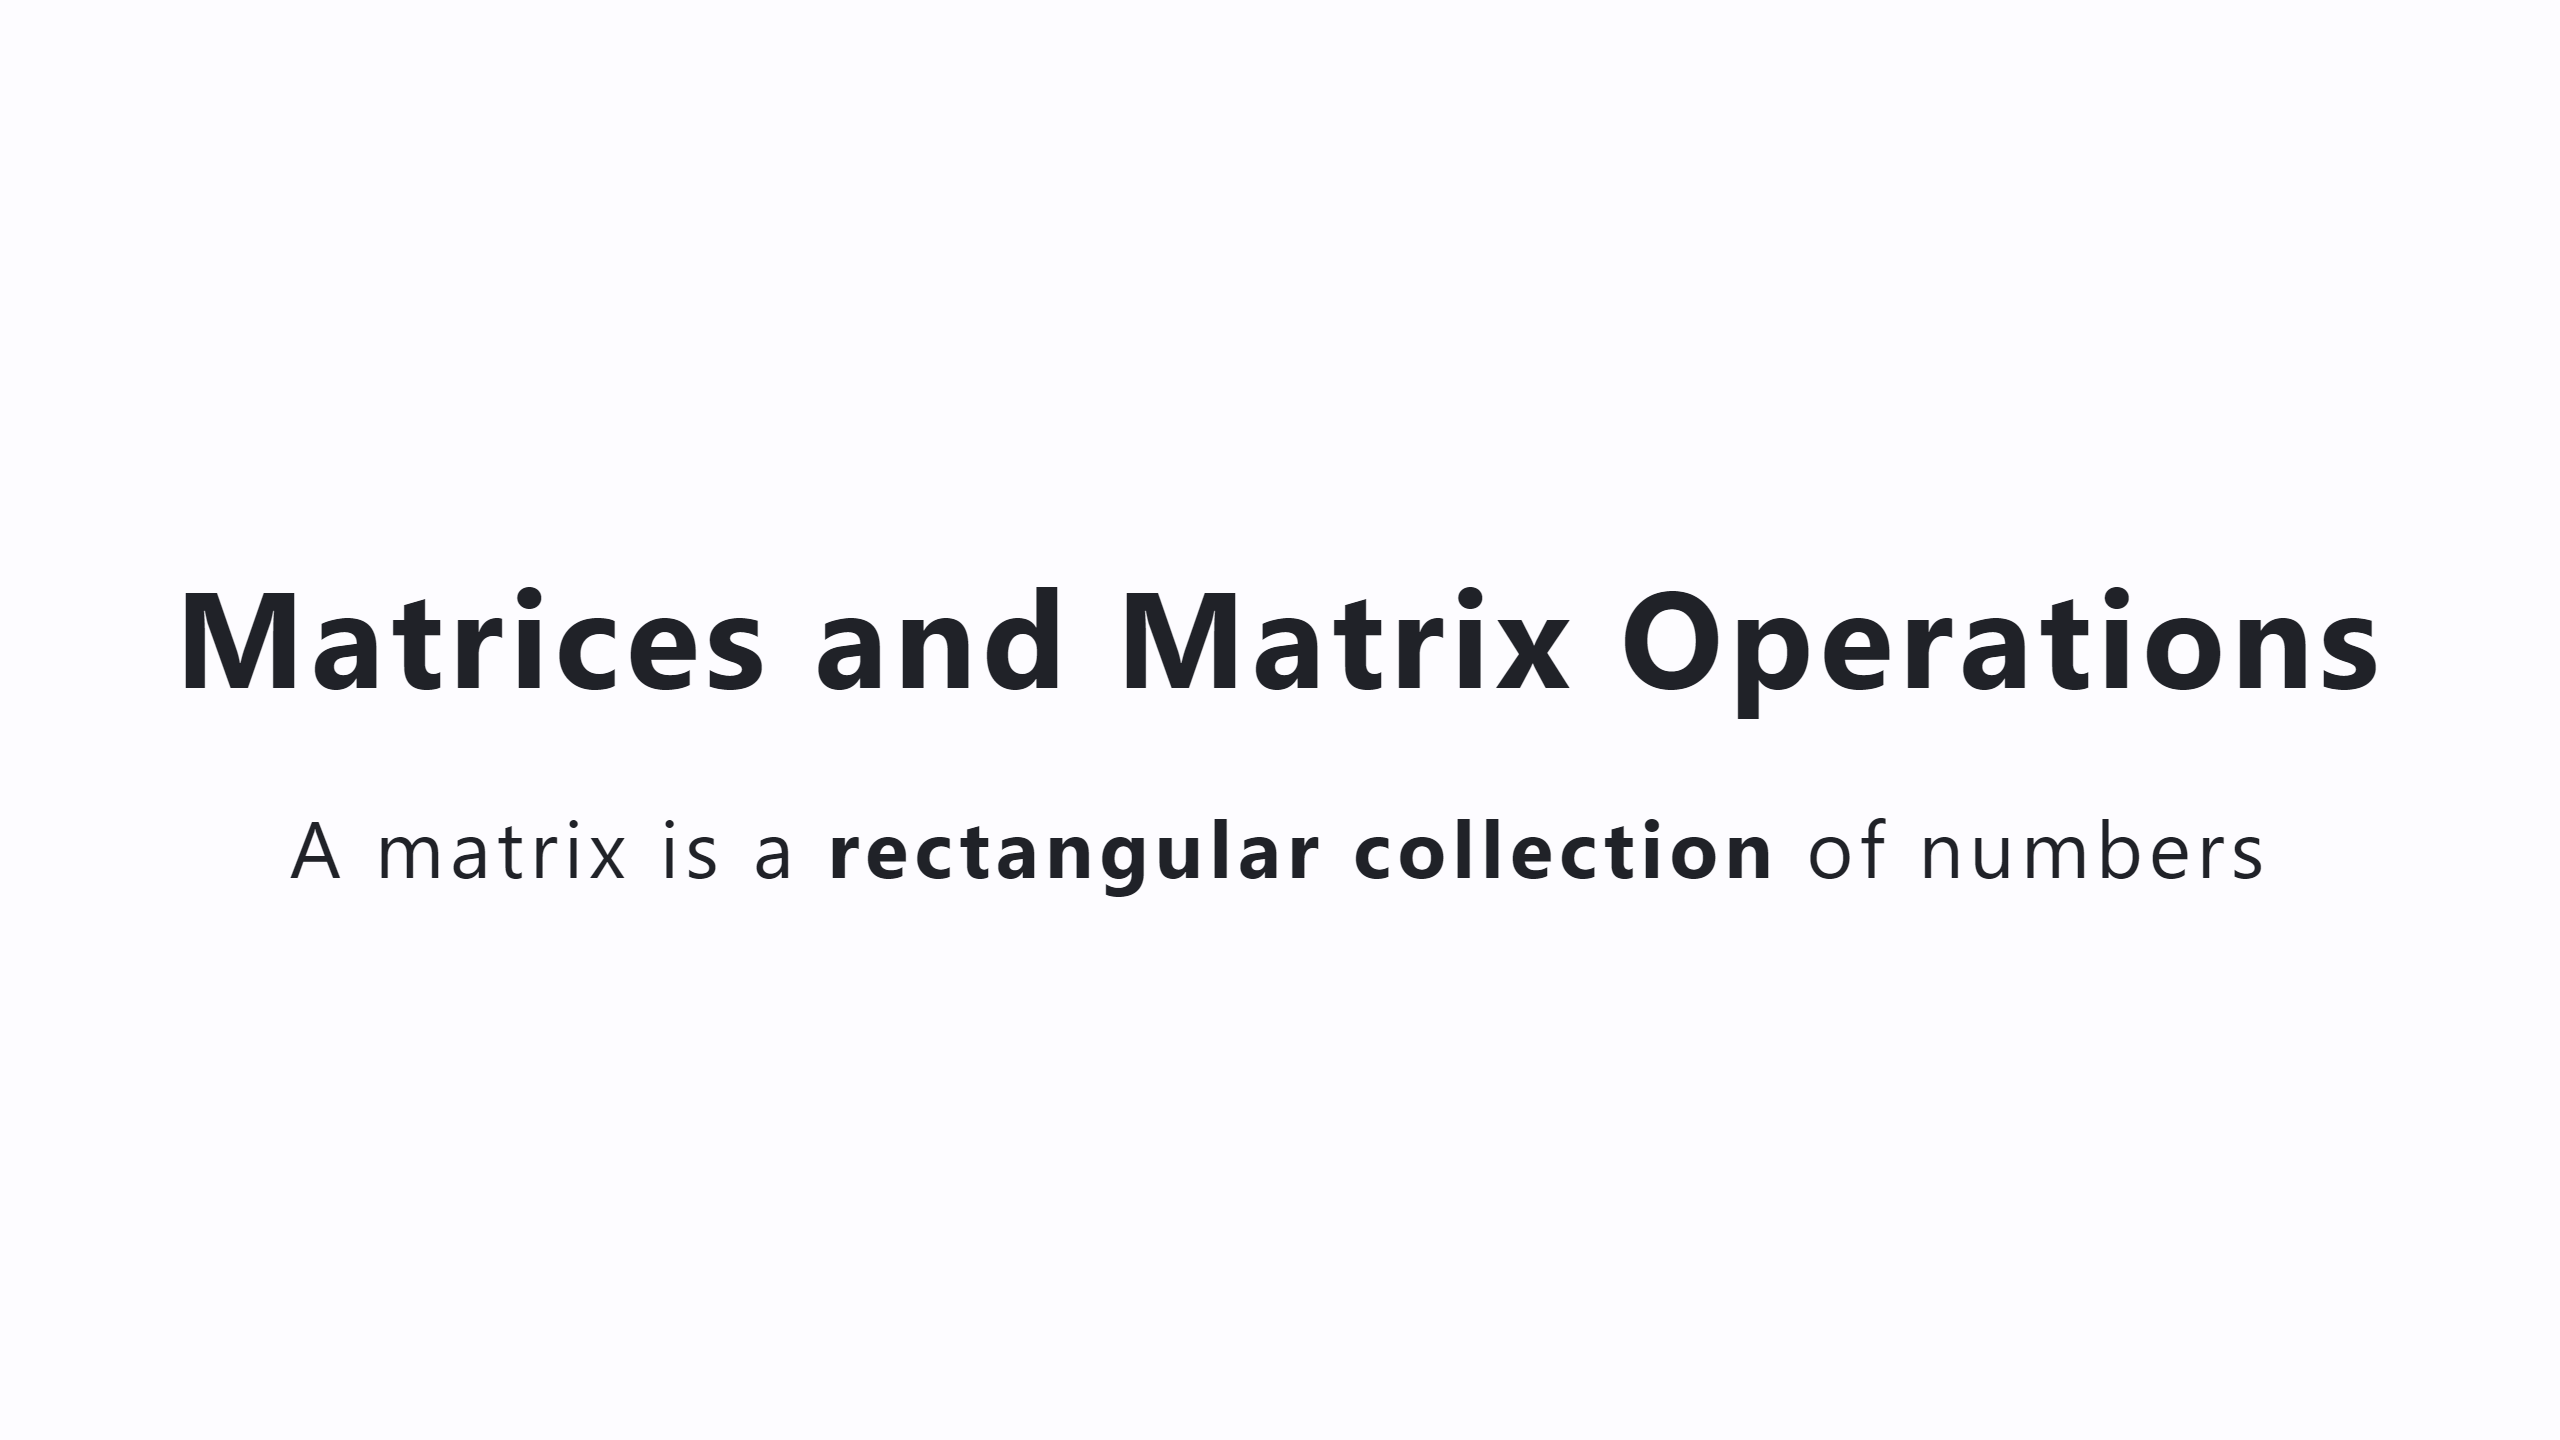 Matrices and Matrix Operations
A matrix is a rectangular collection of numbers